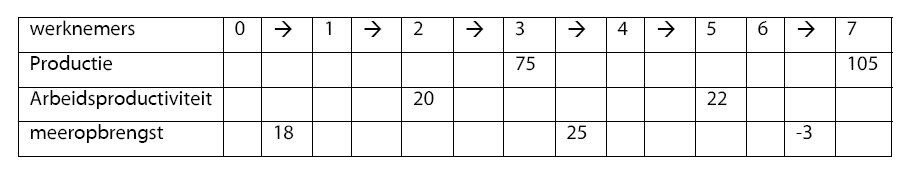 werknemers 0 → 1 → 2 → 3 → 4 → 5 6 → 7
Productie 75 105
Arbeidsproductiviteit 20 22
meeropbrengst 18 25 -3